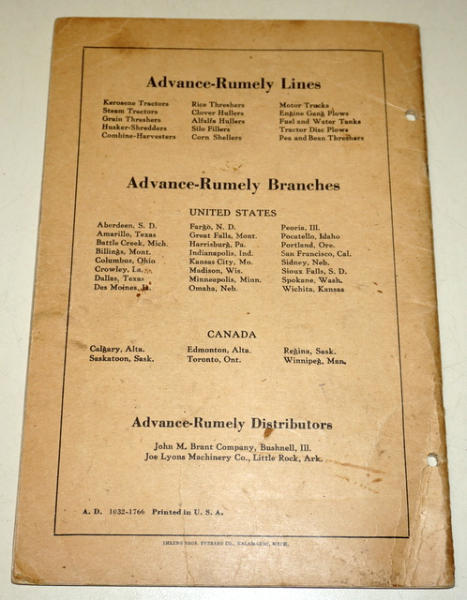 Advance-Rumely Lines
Kerosene Tractors Rice Threshers Motor Trucks
Steam Tractors Clover Hullers Engine Gang Plows
Grain Threshers Alfalfa Hullers Fuel and Water Tanks
Husker-Shredders Silo Fillers Tractor Disc Plows
Combine-Harvesters Corn Shellers Pea and Bean Threshers
Advance-Rumely Branches
UNITED STATES
Aberdeen, S. D. Fargo, N. D. Peoria, Ill.
Amarillo, Texas Great Falls, Mont. Pocatello, Idaho
Battle Creek, Mich. Harrisburg, Pa. Portland, Ore.
Billings, Mont. Indianapolis, Ind. San Francisco, Cal.
Columbus, Ohio Kansas City, Mo. Sidney, Neb.
Crowley, La. Madison, Wis. Sioux Falls, S. D.
Dallas, Texas Minneapolis, Minn. Spokane, Wash.
Des Moines, Omaha, Neb. Wichita, Kansas
CANADA
Calgary, Alta. Edmonton, Alta. Regina, Sask.
Saskatoon, Sask. Toronto, Ont. Winnipeg, Man.
Advance-Rumely Distributors
John M. Brant Company, Bushnell, Ill.
Joe Lyons Machinery Co., Little Rock, Ark.
A. D. 1032-1766 Printed in U. S. A.
BROS. CO., KALAMAZOO, MICH.